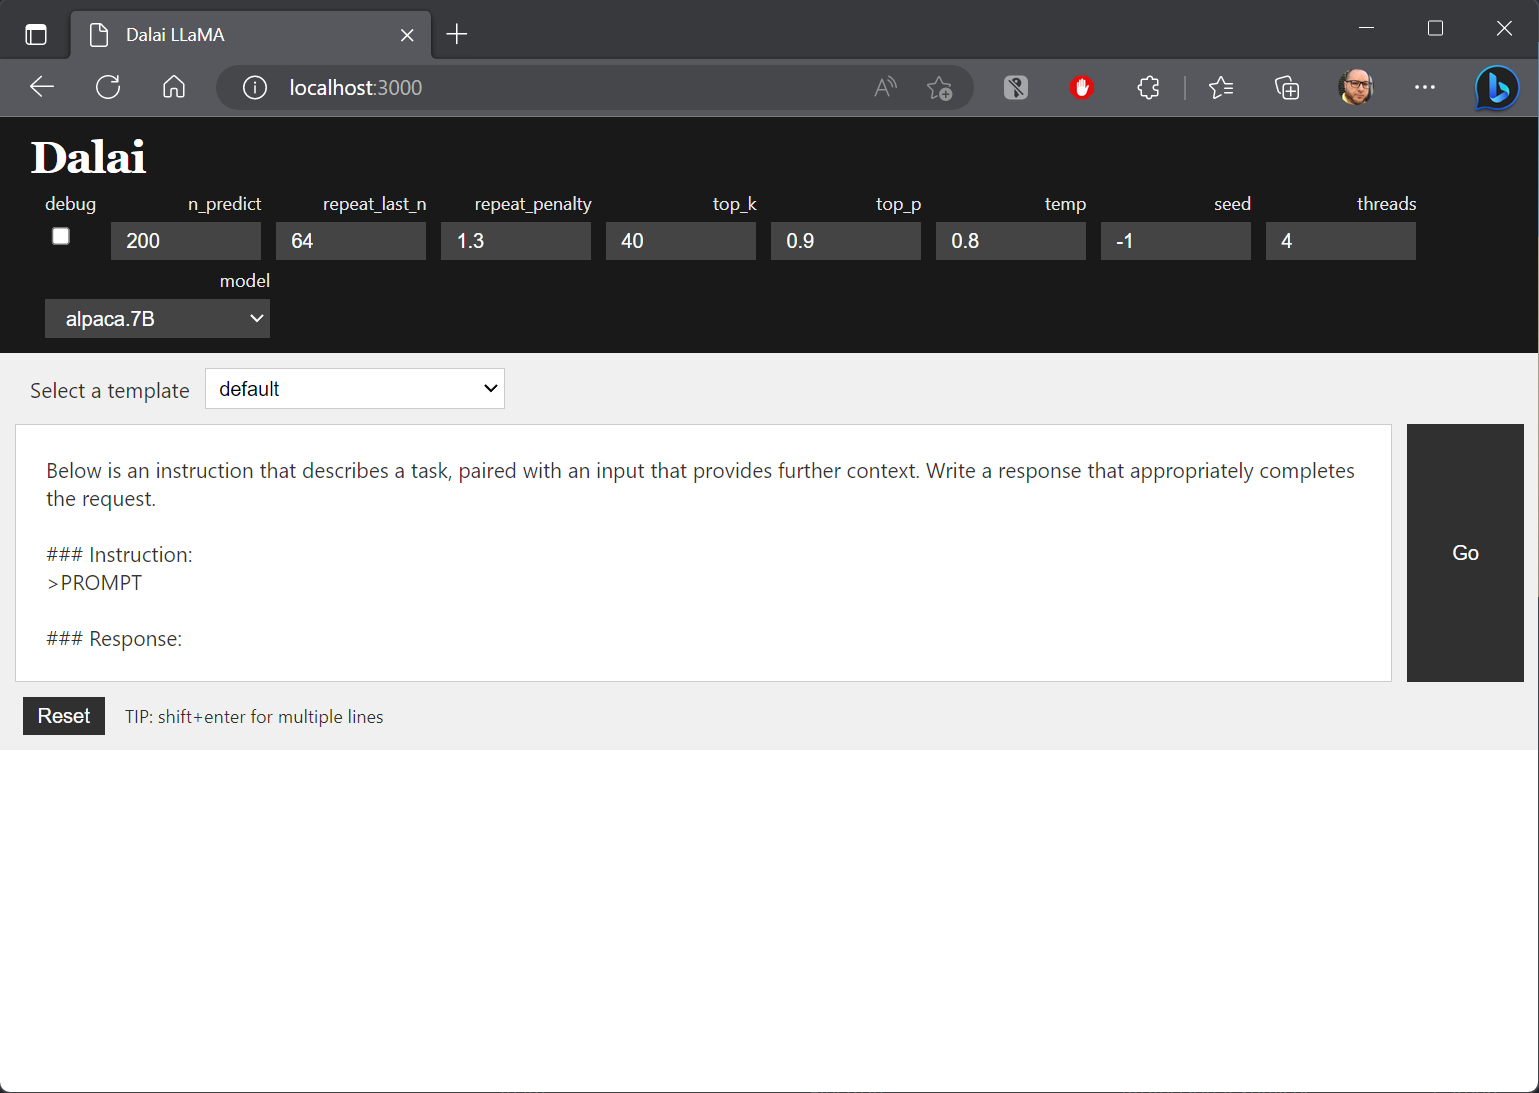 Dalai LLaMA
localhost:3000
Dalai
debug n_predict repeat_last_n repeat_penalty top_k top_p temp seed threads
200 64 1.3 40 0.9 0.8 -1 4
model
alpaca.7B
Select a template default
Below is an instruction that describes a task, paired with an input that provides further context. Write a response that appropriately completes
the request.
### Instruction:
>PROMPT
### Response:
Go
Reset TIP: shift+enter for multiple lines